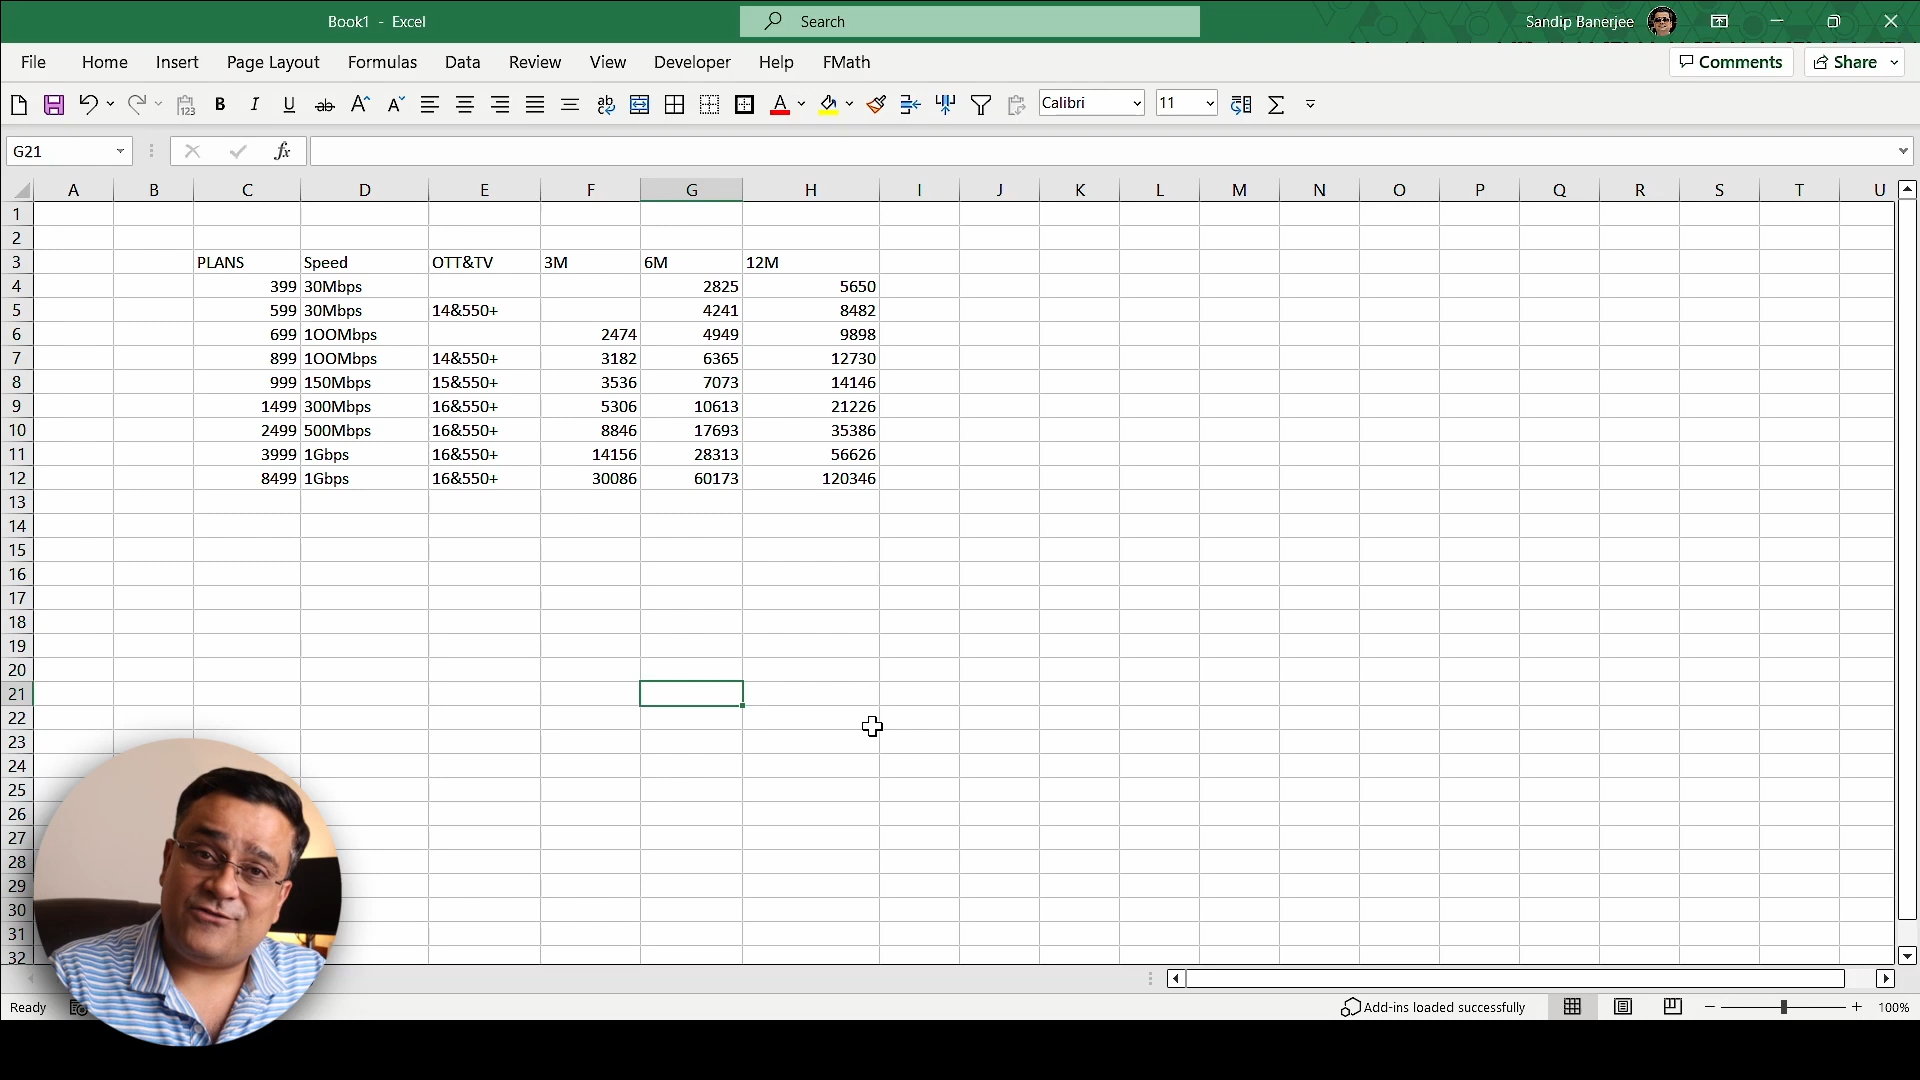 Book1 - Excel
Search
Sandip Banerjee
File Home Insert Page Layout Formulas Data Review View Developer Help FMath
Comments Share
B I U ab A A ab A Calibri 11
G21 fx
A B C D E F G H I J K L M N O P Q R S T U
1
2
3 PLANS Speed OTT&TV 3M 6M 12M
4 399 30Mbps 2825 5650
5 599 30Mbps 14&550+ 4241 8482
6 699 1OOMbps 2474 4949 9898
7 899 1OOMbps 14&550+ 3182 6365 12730
8 999 150Mbps 15&550+ 3536 7073 14146
9 1499 300Mbps 16&550+ 5306 10613 21226
10 2499 500Mbps 16&550+ 8846 17693 35386
11 3999 1Gbps 16&550+ 14156 28313 56626
12 8499 1Gbps 16&550+ 30086 60173 120346
13
14
15
16
17
18
19
20
21
22
23
24
25
26
27
28
29
30
31
32
Ready Add-ins loaded successfully 100%